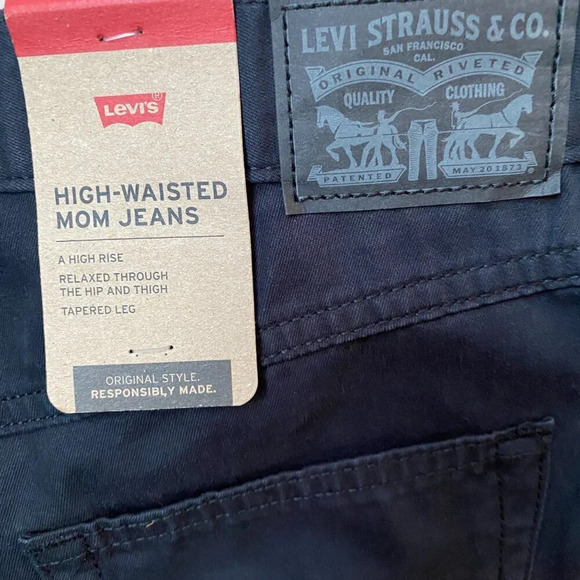 LEVI'S®
HIGH-WAISTED
MOM JEANS
A HIGH RISE
RELAXED THROUGH
THE HIP AND THIGH
TAPERED LEG
ORIGINAL STYLE.
RESPONSIBLY MADE.
LEVI STRAUSS & CO.
SAN FRANCISCO
CAL.
ORIGINAL RIVETED
QUALITY CLOTHING
PATENTED MAY 20 1873